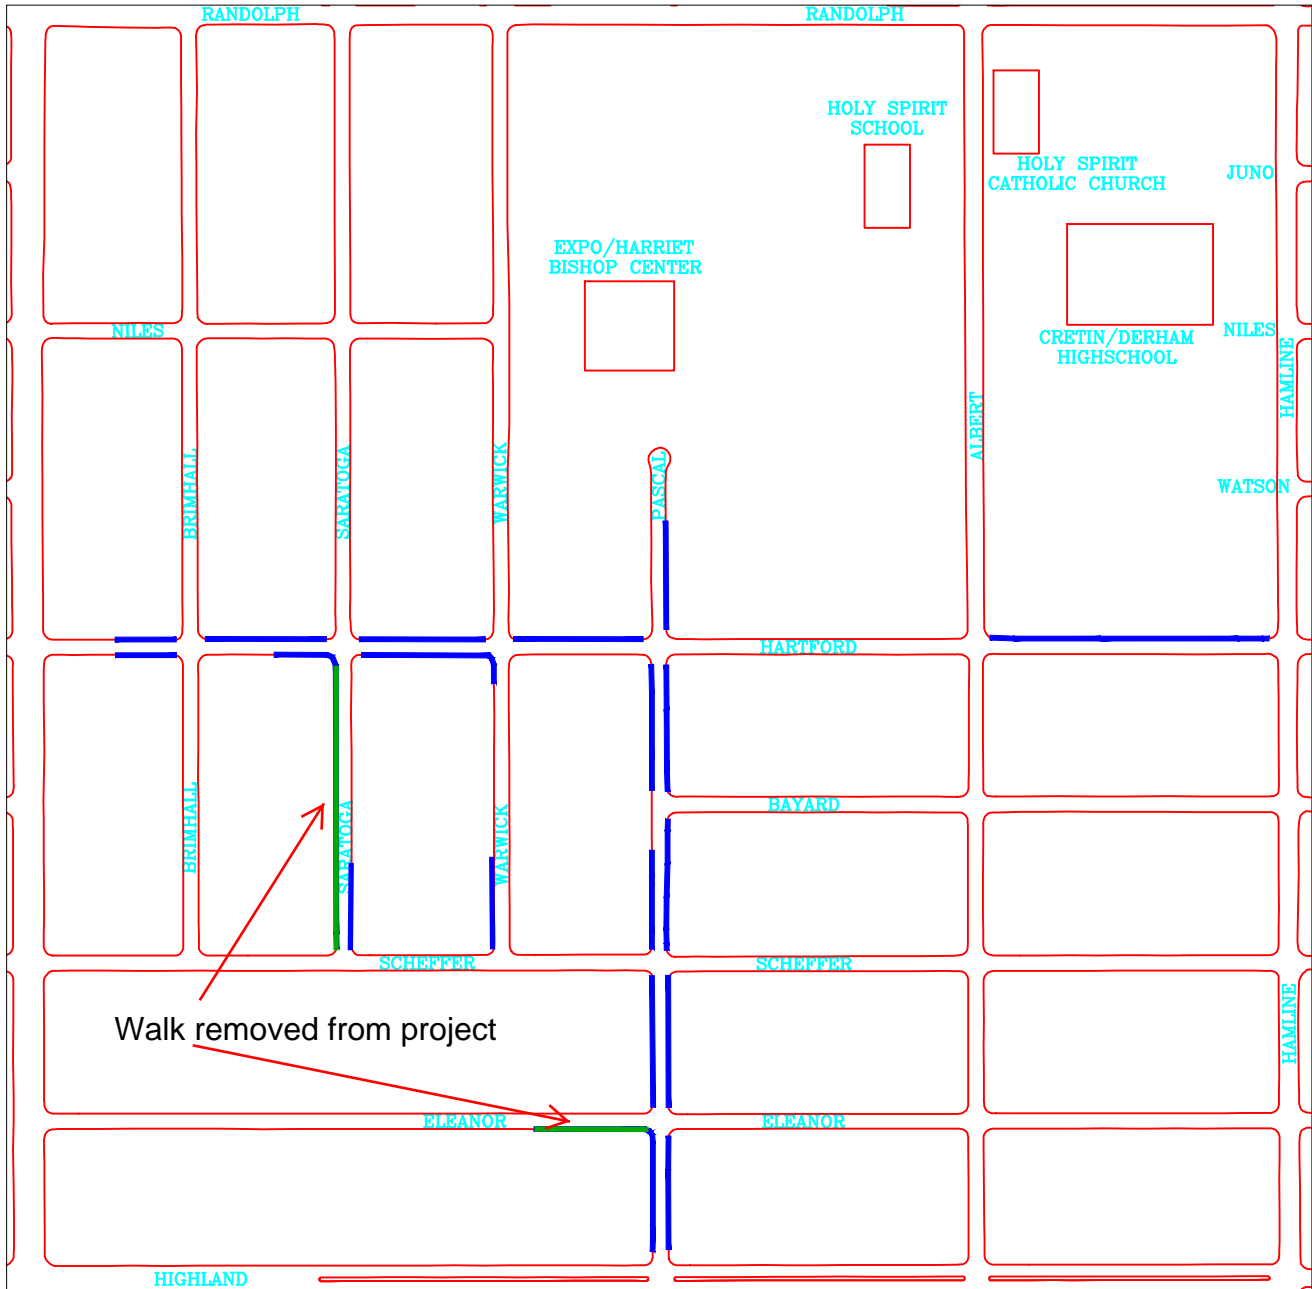 RANDOLPH
RANDOLPH
HOLY SPIRIT
SCHOOL
HOLY SPIRIT
CATHOLIC CHURCH
JUNO
EXPO/HARRIET
BISHOP CENTER
NILES
CRETIN/DERHAM
HIGHSCHOOL
NILES
HAMLINE
ALBERT
BRIMHALL
SARATOGA
WARWICK
PASCAL
WATSON
HARTFORD
BRIMHALL
SARATOGA
WARWICK
BAYARD
SCHEFFER
SCHEFFER
HAMLINE
Walk removed from project
ELEANOR
ELEANOR
HIGHLAND